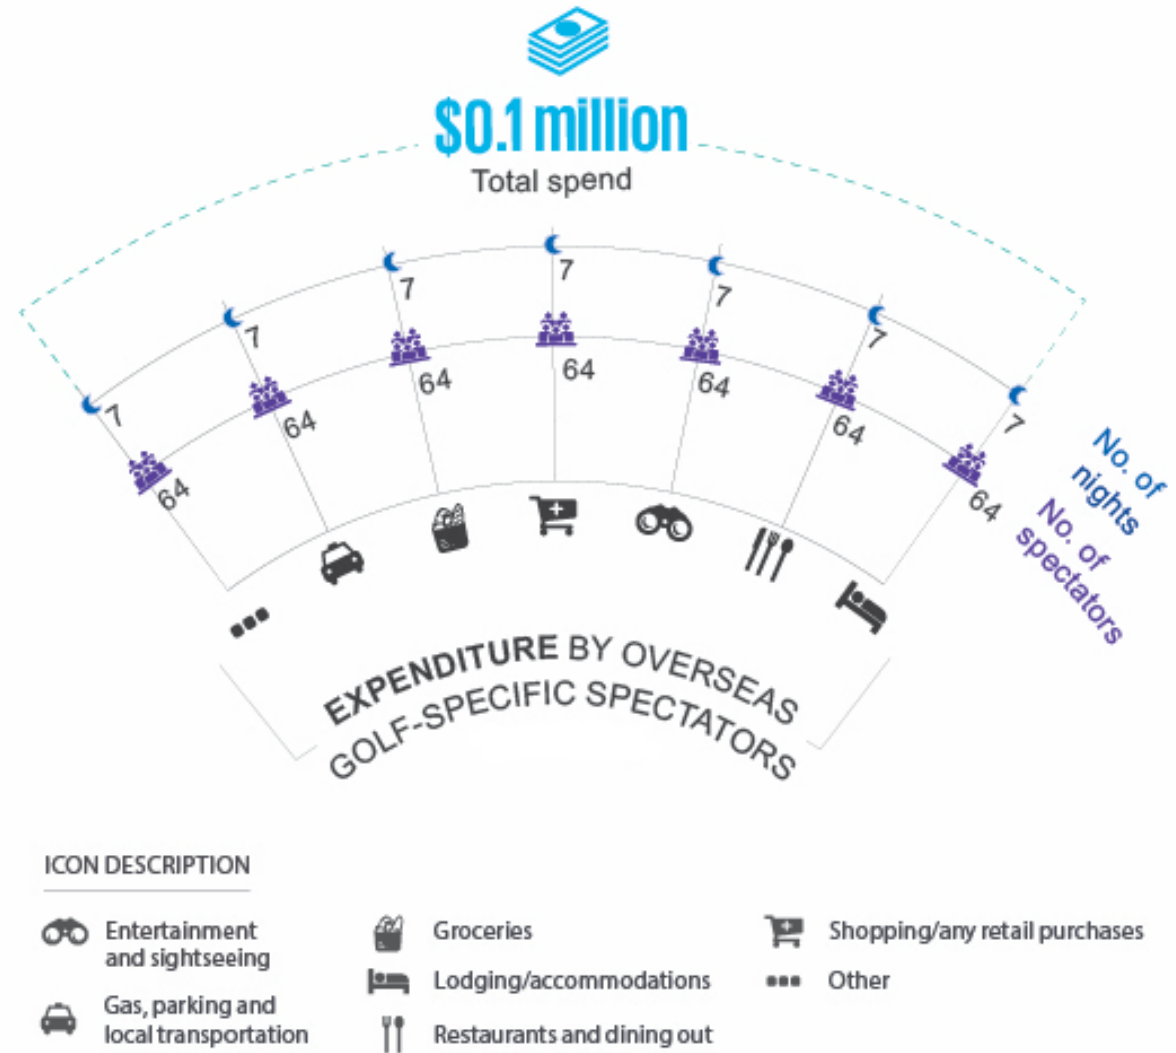 $0.1 million
Total spend
7
7
7
7
7
7
7
64
64
64
64
64
64
64
No. of
nights
No. of
spectators
EXPENDITURE BY OVERSEAS
GOLF-SPECIFIC SPECTATORS
ICON DESCRIPTION
Entertainment
and sightseeing
Gas, parking and
local transportation
Groceries
Lodging/accommodations
Restaurants and dining out
Shopping/any retail purchases
Other